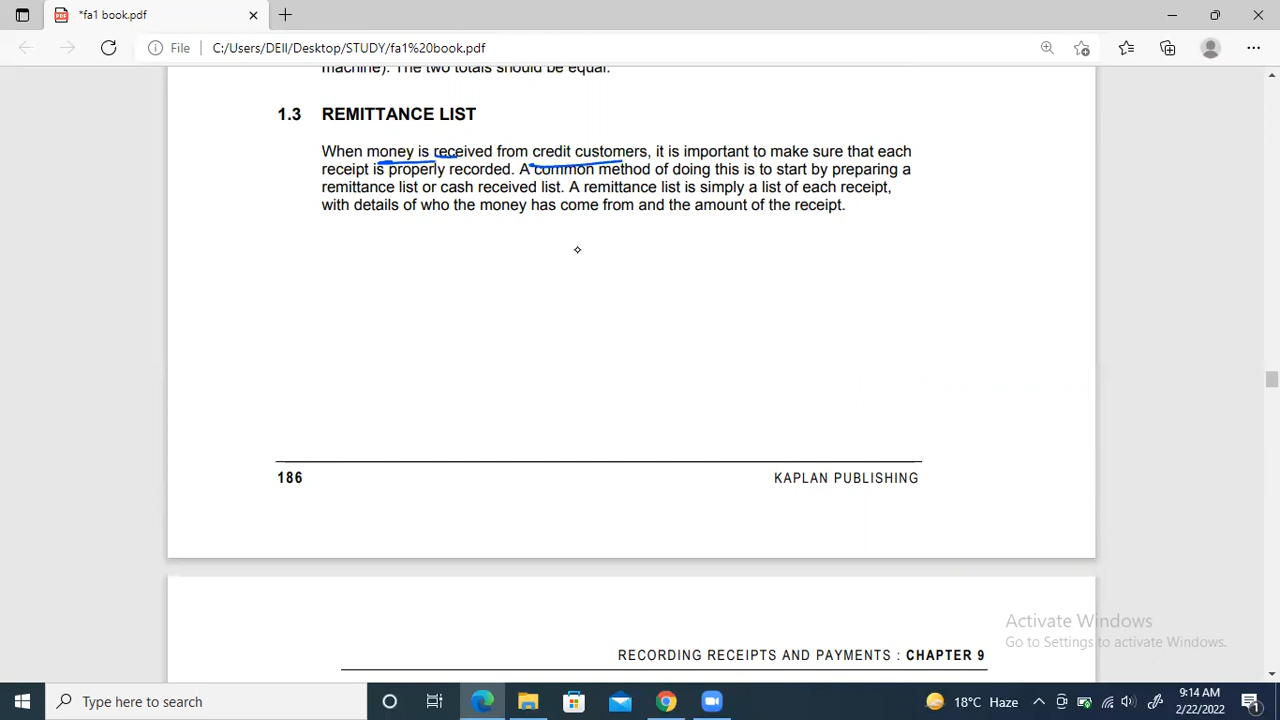 *fa1 book.pdf
File
C:/Users/DEll/Desktop/STUDY/fa1%20book.pdf
machine). The two totals should be equal.
1.3 REMITTANCE LIST
When money is received from credit customers, it is important to make sure that each
receipt is properly recorded. A common method of doing this is to start by preparing a
remittance list or cash received list. A remittance list is simply a list of each receipt,
with details of who the money has come from and the amount of the receipt.
186 KAPLAN PUBLISHING
Activate Windows
Go to Settings to activate Windows.
RECORDING RECEIPTS AND PAYMENTS : CHAPTER 9
Type here to search
18°C Haze
9:14 AM
2/22/2022
1